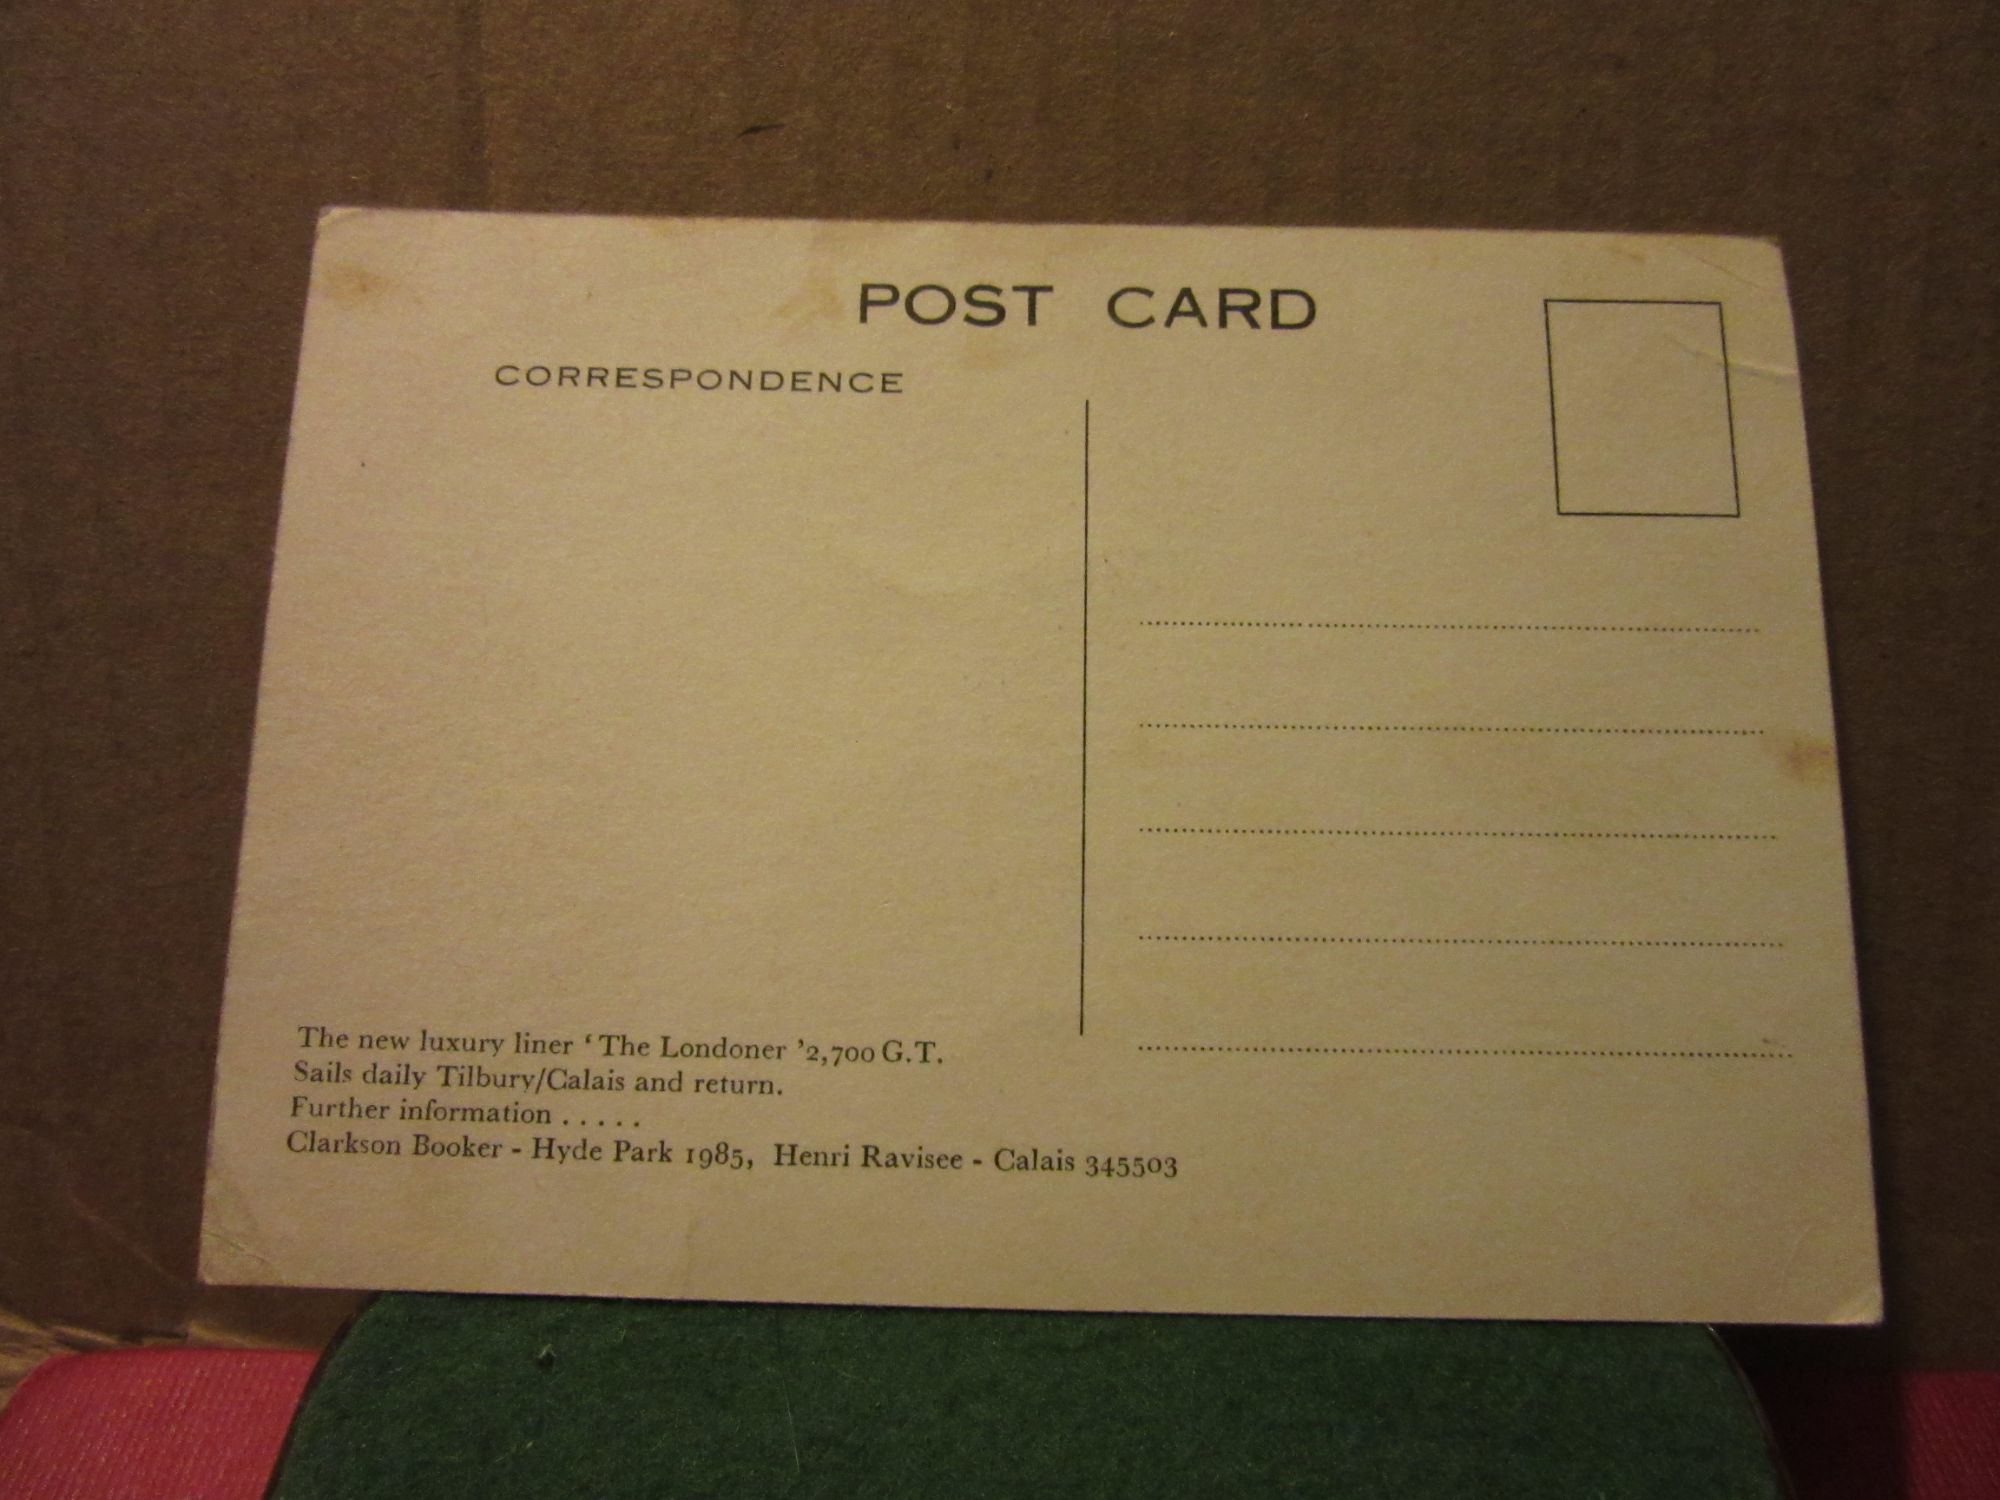 POST CARD
CORRESPONDENCE
The new luxury liner ‘The Londoner ’2,700 G.T.
Sails daily Tilbury/Calais and return.
Further information . . . . .
Clarkson Booker - Hyde Park 1985, Henri Ravisee - Calais 345503